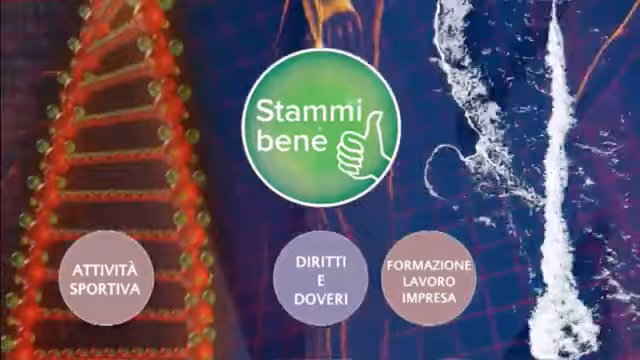 Stammi
bene
ATTIVITÀ
SPORTIVA
DIRITTI
E
DOVERI
FORMAZIONE
LAVORO
IMPRESA